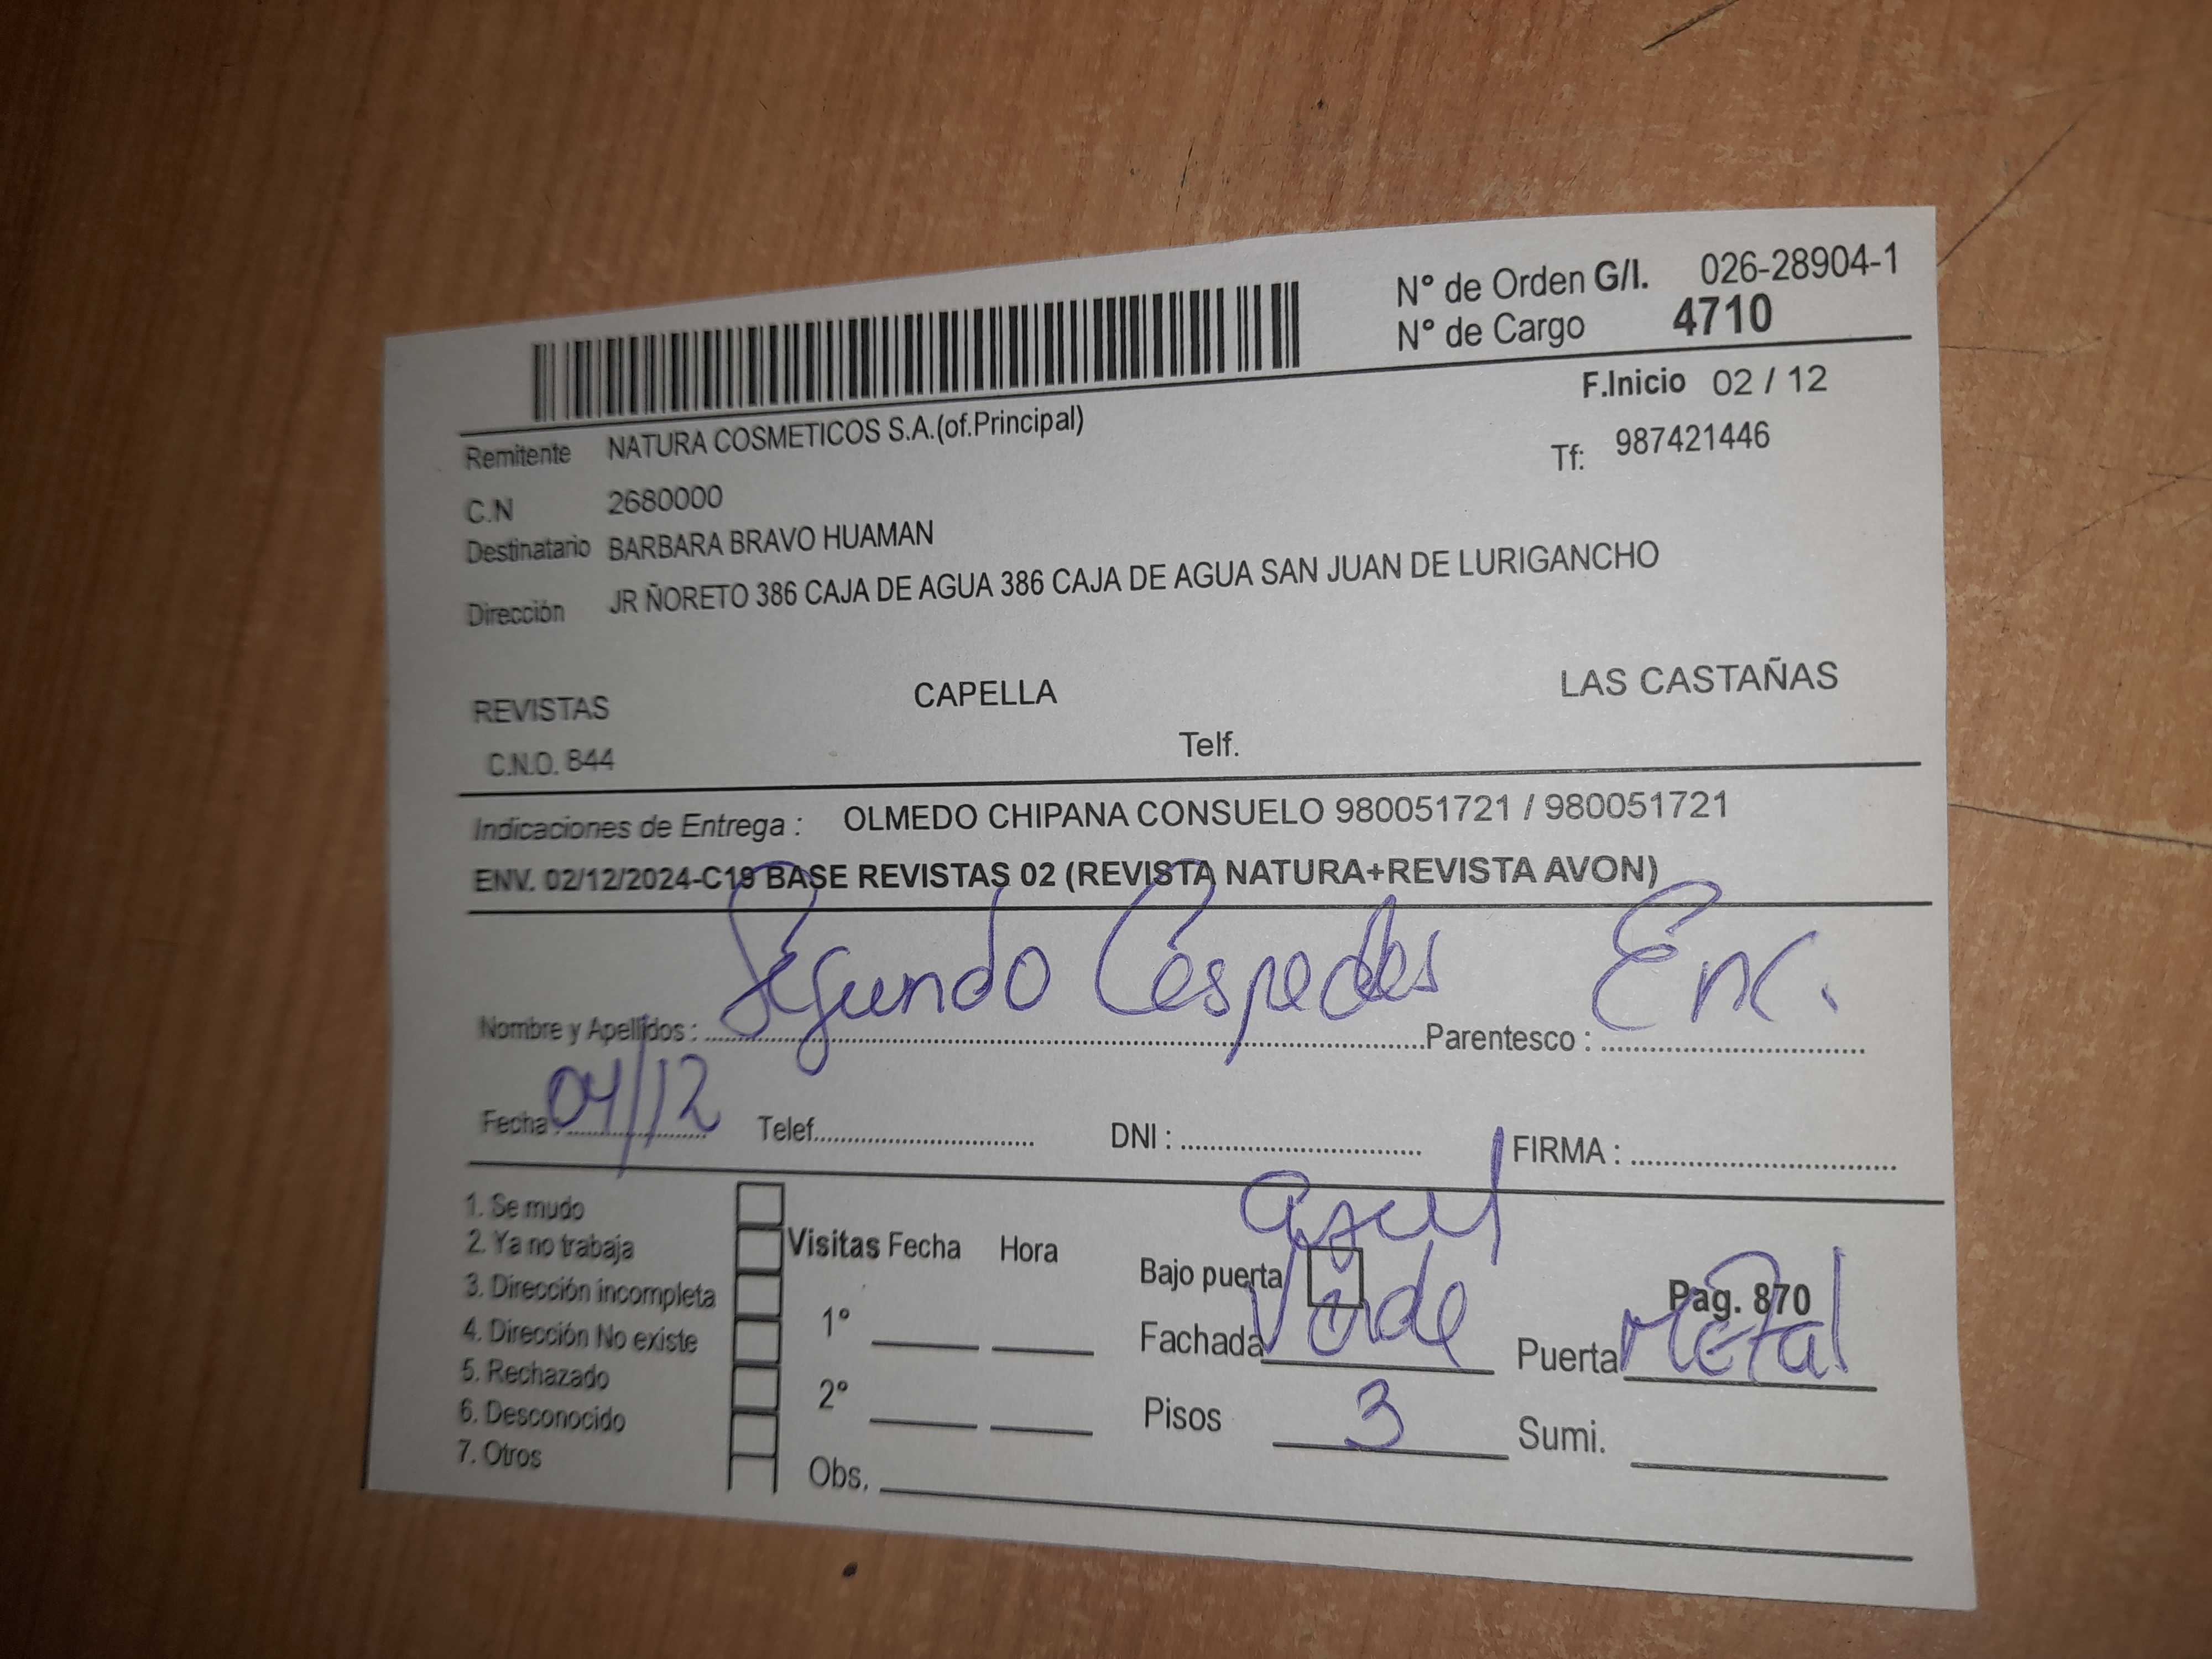 N° de Orden G/I. 026-28904-1
N° de Cargo 4710
F.Inicio 02 / 12
Remitente NATURA COSMETICOS S.A.(of.Principal)
Tf: 987421446
C.N 2680000
Destinatario BARBARA BRAVO HUAMAN
Dirección JR ÑORETO 386 CAJA DE AGUA 386 CAJA DE AGUA SAN JUAN DE LURIGANCHO
REVISTAS CAPELLA LAS CASTAÑAS
C.N.O. 844 Telf.
Indicaciones de Entrega : OLMEDO CHIPANA CONSUELO 980051721 / 980051721
ENV. 02/12/2024-C19 BASE REVISTAS 02 (REVISTA NATURA+REVISTA AVON)
Nombre y Apellidos : Segundo Céspedes Parentesco : Enc.
Fecha : 04/12 Telef. DNI : FIRMA :
1. Se mudo
2. Ya no trabaja
3. Dirección incompleta
4. Dirección No existe
5. Rechazado
6. Desconocido
7. Otros
Visitas Fecha Hora
1°
2°
Obs.
azul
Bajo puerta
Pag. 870
Fachada Verde Puerta Metal
Pisos 3 Sumi.